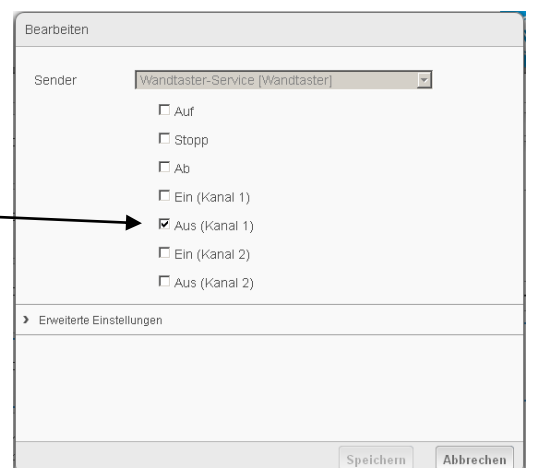 Bearbeiten
Sender Wandtaster-Service [Wandtaster]
Auf
Stopp
Ab
Ein (Kanal 1)
Aus (Kanal 1)
Ein (Kanal 2)
Aus (Kanal 2)
Erweiterte Einstellungen
Speichern Abbrechen